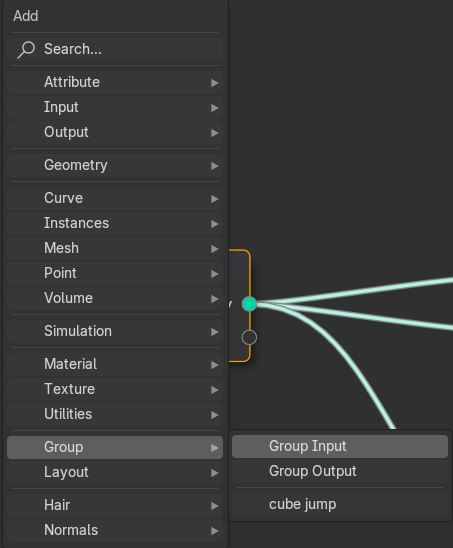 Add
Search...
Attribute
Input
Output
Geometry
Curve
Instances
Mesh
Point
Volume
Simulation
Material
Texture
Utilities
Group
Layout
Hair
Normals
y
Group Input
Group Output
cube jump